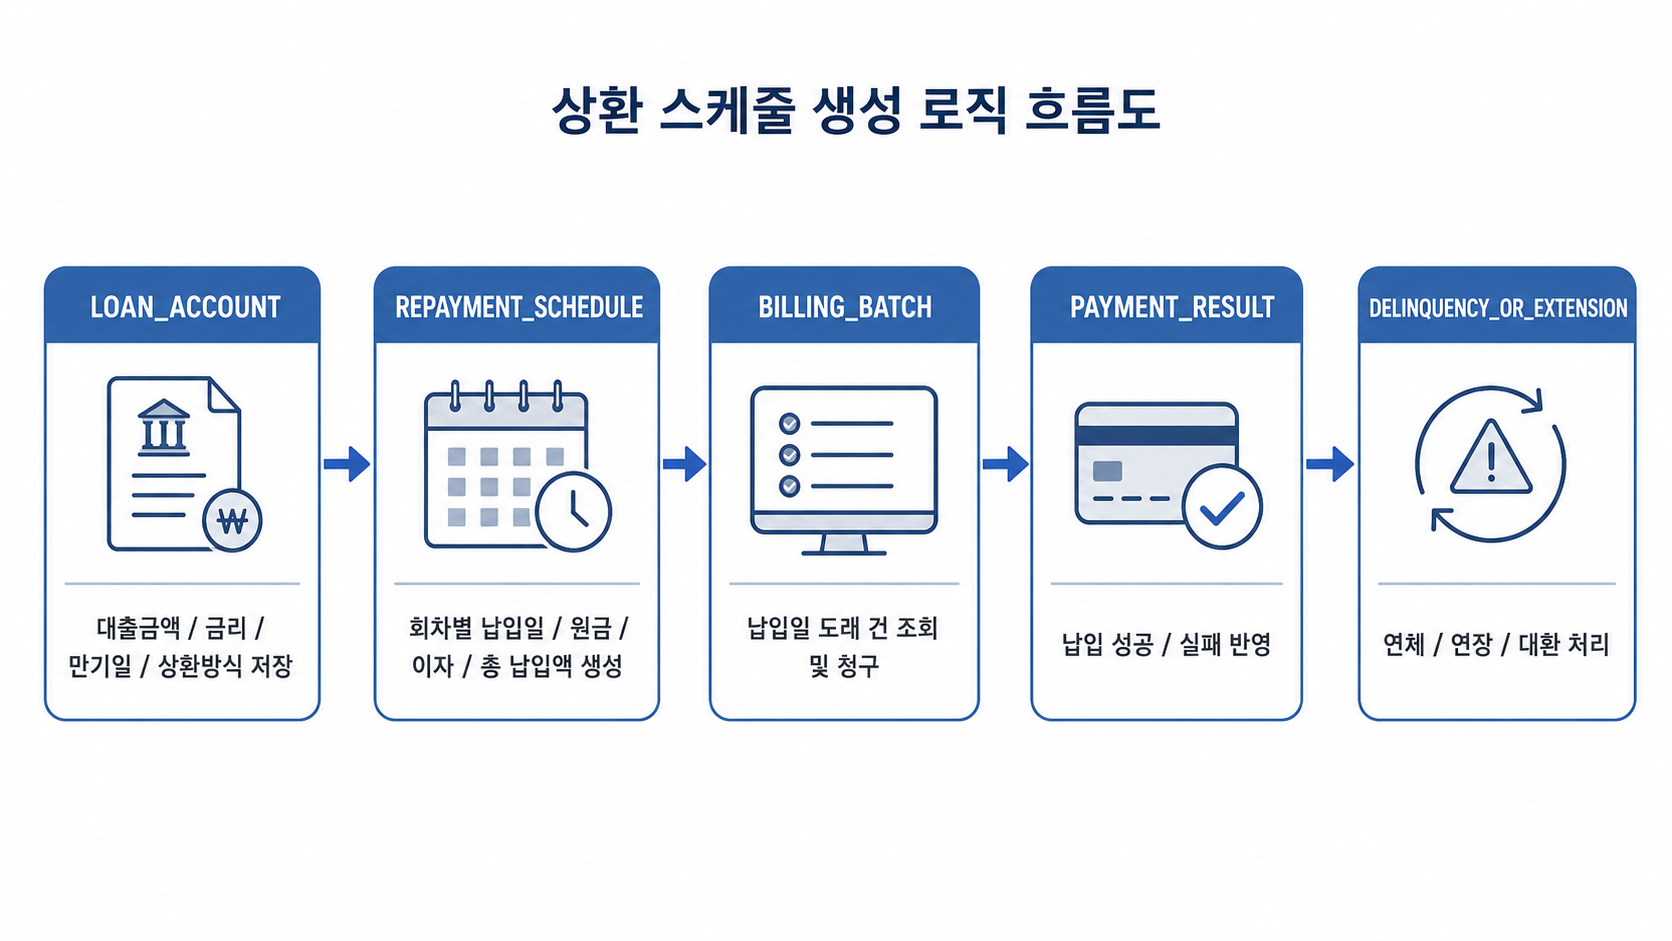 상환 스케줄 생성 로직 흐름도
LOAN_ACCOUNT
₩
대출금액 / 금리 /
만기일 / 상환방식 저장
REPAYMENT_SCHEDULE
회차별 납입일 / 원금 /
이자 / 총 납입액 생성
BILLING_BATCH
납입일 도래 건 조회
및 청구
PAYMENT_RESULT
납입 성공 / 실패 반영
DELINQUENCY_OR_EXTENSION
연체 / 연장 / 대환 처리